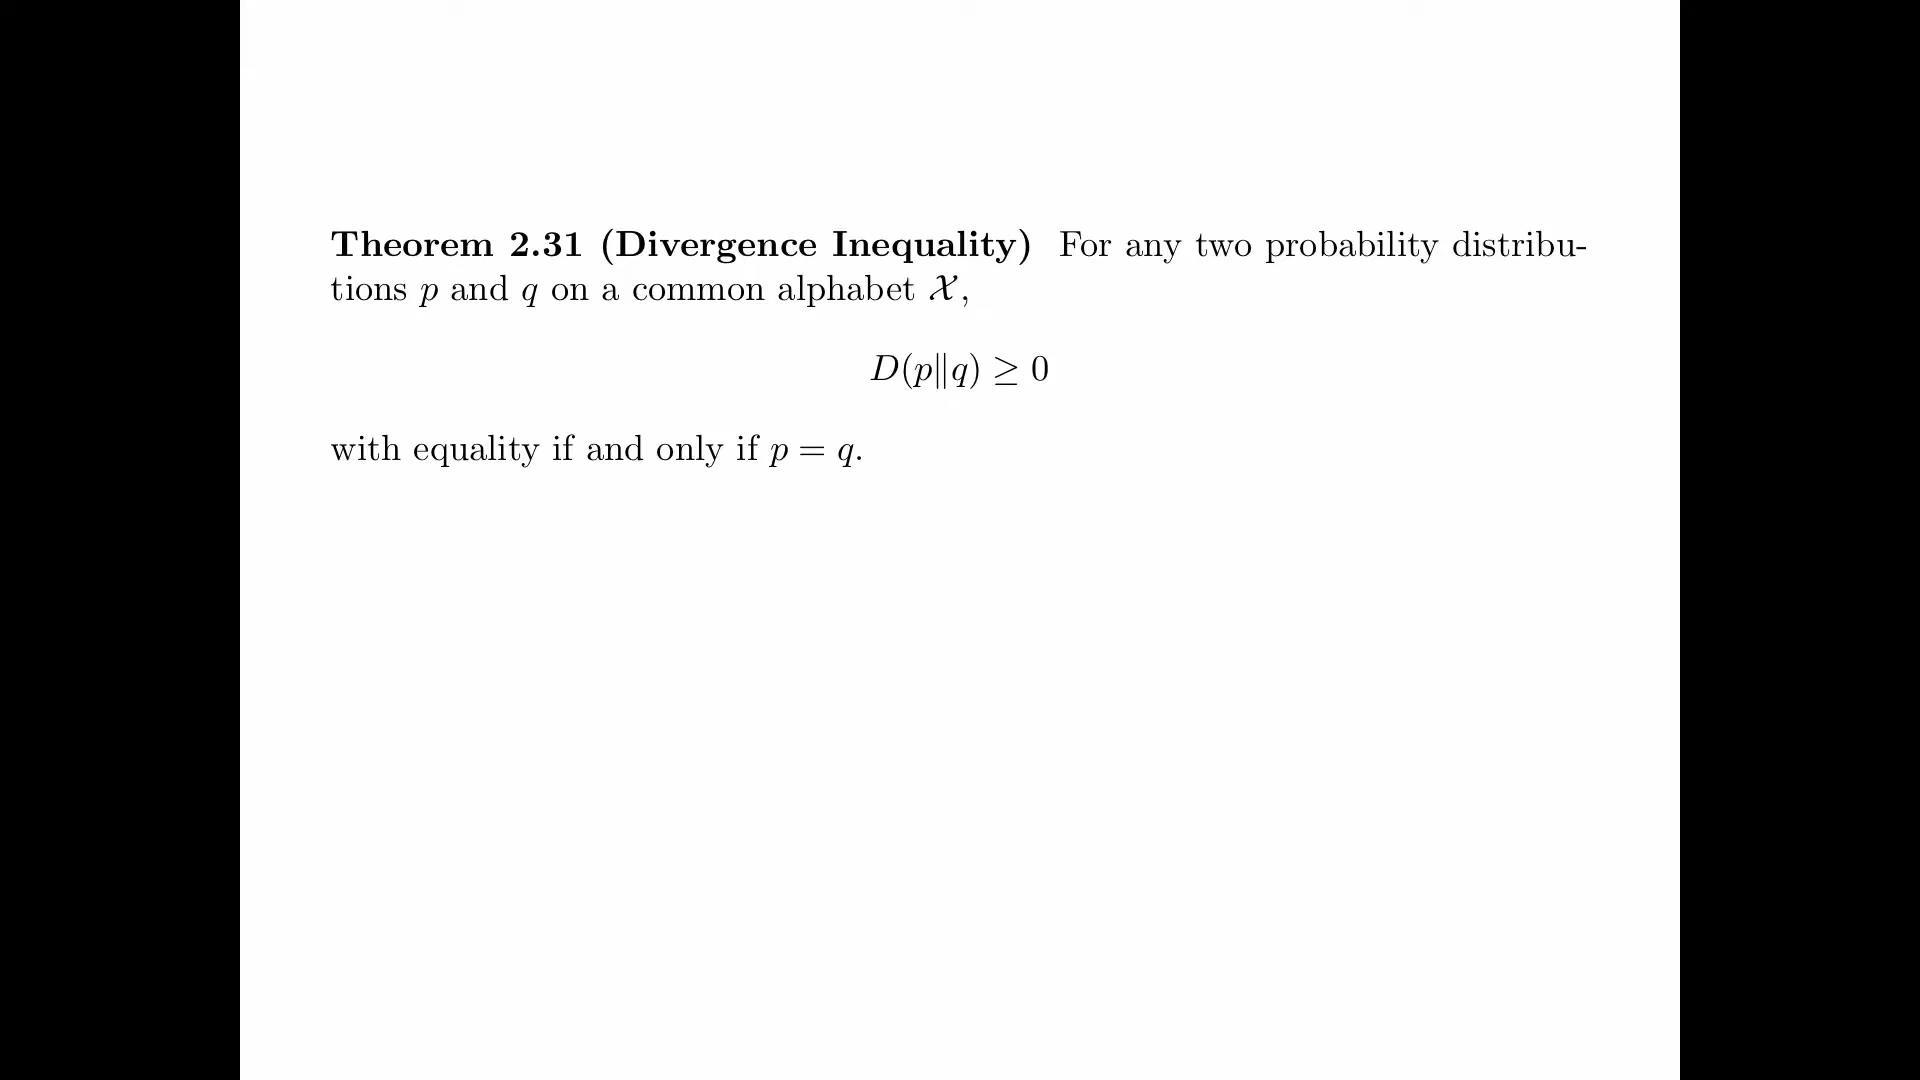 Theorem 2.31 (Divergence Inequality) For any two probability distribu-
tions p and q on a common alphabet 𝒳,
D(p‖q) ≥ 0
with equality if and only if p = q.